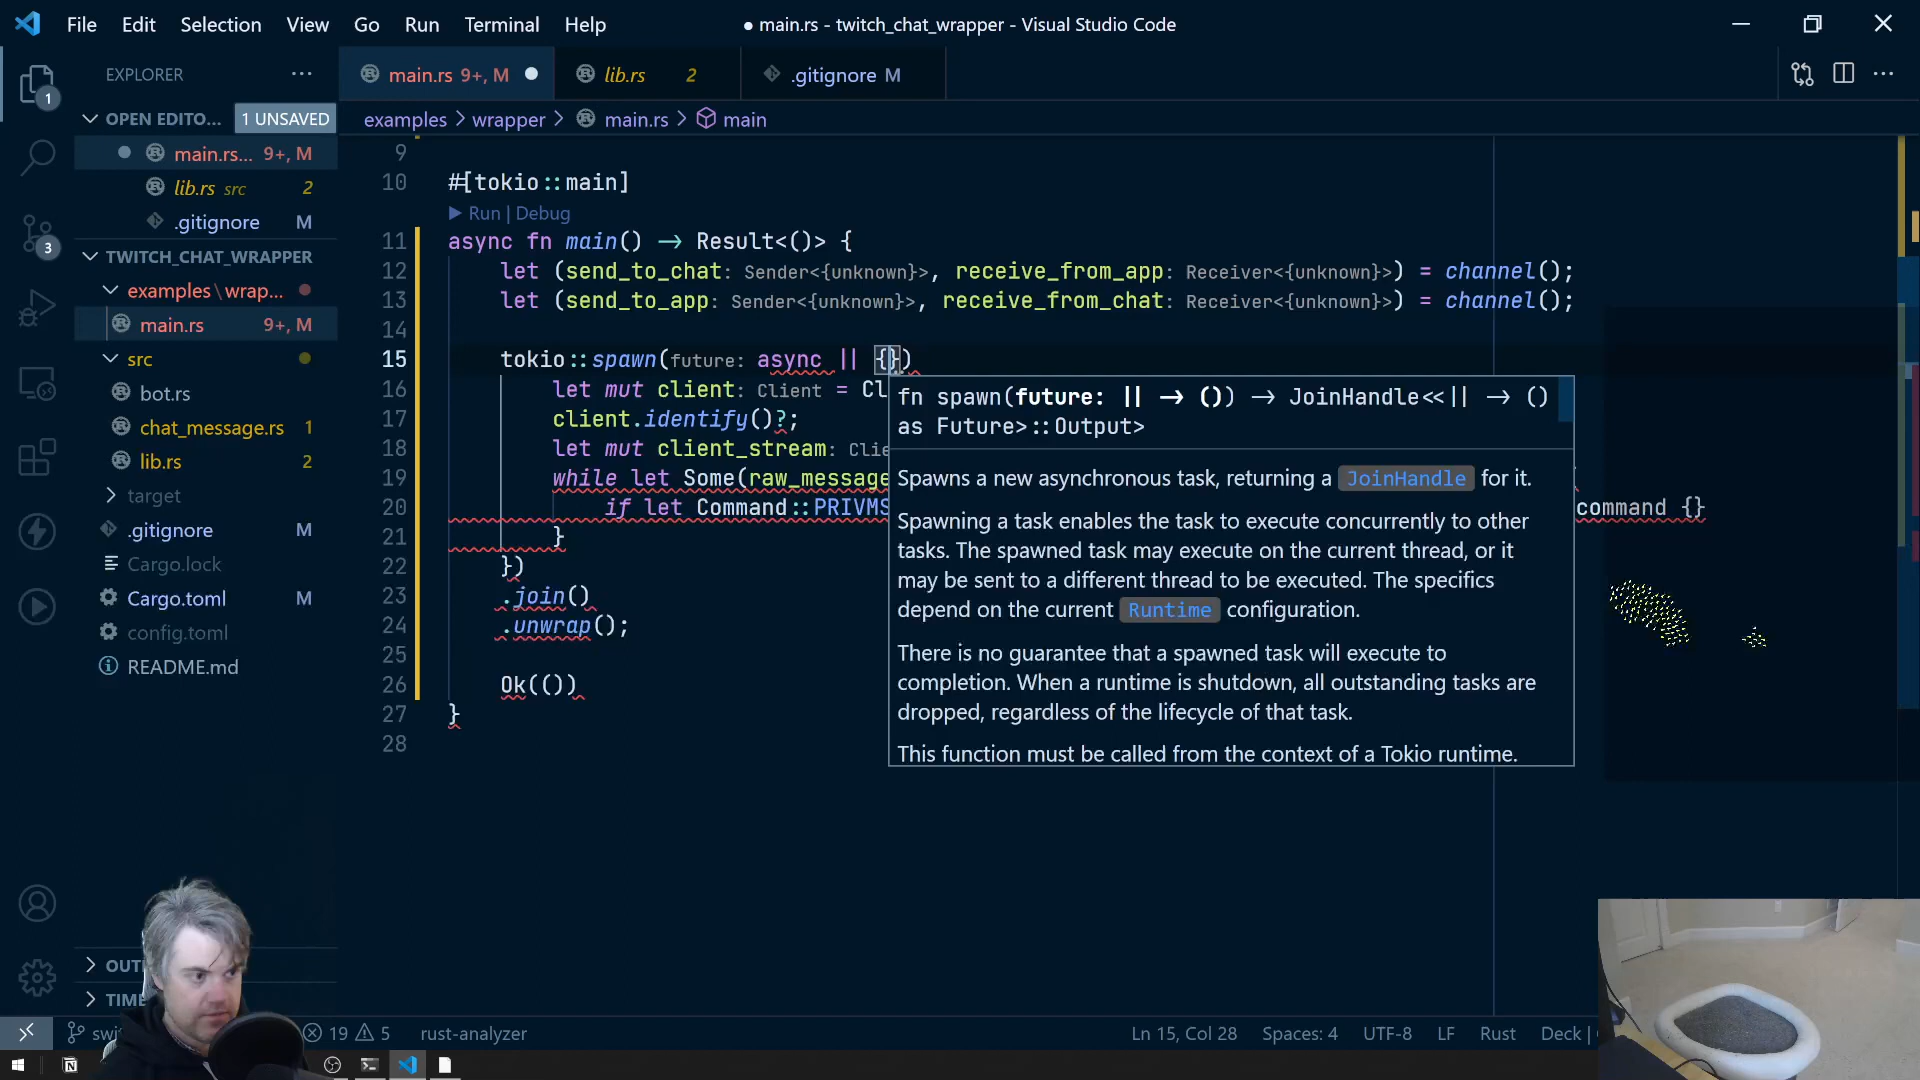 File Edit Selection View Go Run Terminal Help
● main.rs - twitch_chat_wrapper - Visual Studio Code
EXPLORER
main.rs 9+, M
lib.rs 2
.gitignore M
OPEN EDITO... 1 UNSAVED
examples > wrapper > main.rs > main
main.rs... 9+, M
lib.rs src 2
.gitignore M
TWITCH_CHAT_WRAPPER
examples\wrap...
main.rs 9+, M
src
bot.rs
chat_message.rs 1
lib.rs 2
target
.gitignore M
Cargo.lock
Cargo.toml M
config.toml
README.md
1
3
9
10 #[tokio::main]
Run | Debug
11 async fn main() → Result<()> {
12 let (send_to_chat: Sender<{unknown}>, receive_from_app: Receiver<{unknown}>) = channel();
13 let (send_to_app: Sender<{unknown}>, receive_from_chat: Receiver<{unknown}>) = channel();
14
15 tokio::spawn(future: async || {})
16 let mut client: Client = Cl
17 client.identify()?;
18 let mut client_stream: Clie
19 while let Some(raw_message
20 if let Command::PRIVMS command {}
21 }
22 })
23 .join()
24 .unwrap();
25
26 Ok(())
27 }
28
fn spawn(future: || → ()) → JoinHandle<<|| → ()
as Future>::Output>
Spawns a new asynchronous task, returning a JoinHandle for it.
Spawning a task enables the task to execute concurrently to other
tasks. The spawned task may execute on the current thread, or it
may be sent to a different thread to be executed. The specifics
depend on the current Runtime configuration.
There is no guarantee that a spawned task will execute to
completion. When a runtime is shutdown, all outstanding tasks are
dropped, regardless of the lifecycle of that task.
This function must be called from the context of a Tokio runtime.
OUT
TIME
swi 19 5 rust-analyzer
Ln 15, Col 28 Spaces: 4 UTF-8 LF Rust Deck